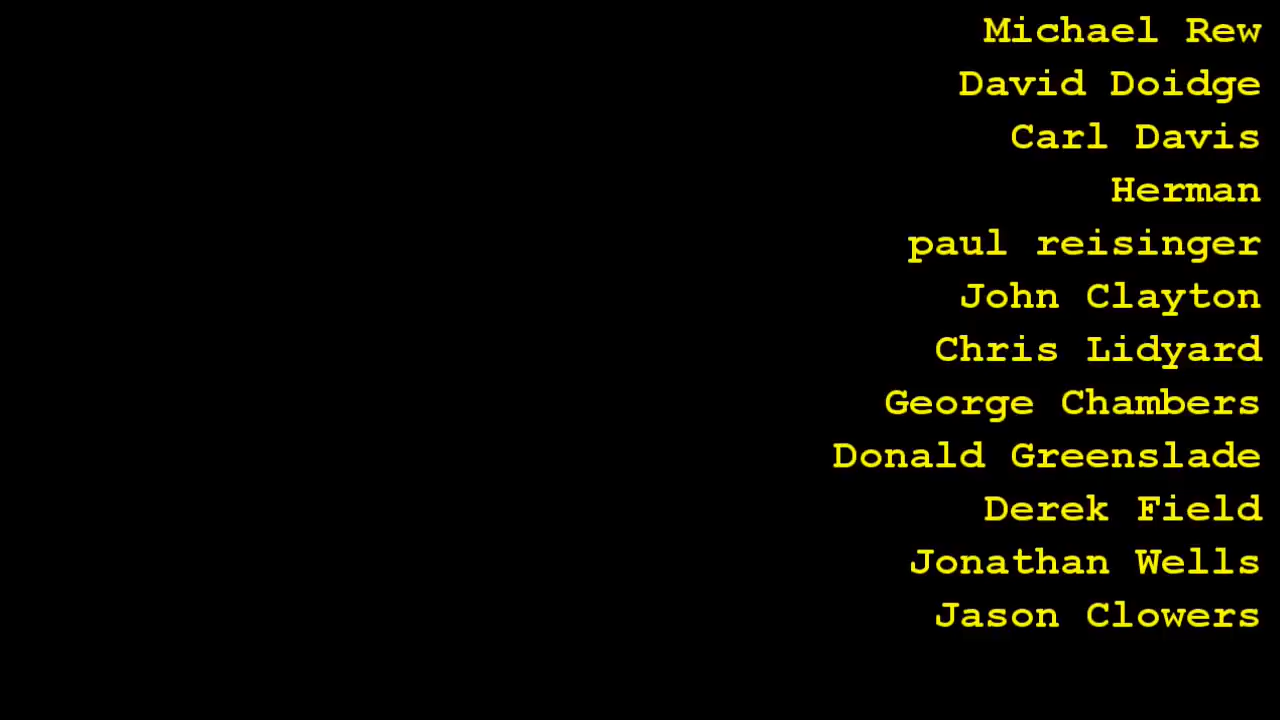 Michael Rew
David Doidge
Carl Davis
Herman
paul reisinger
John Clayton
Chris Lidyard
George Chambers
Donald Greenslade
Derek Field
Jonathan Wells
Jason Clowers